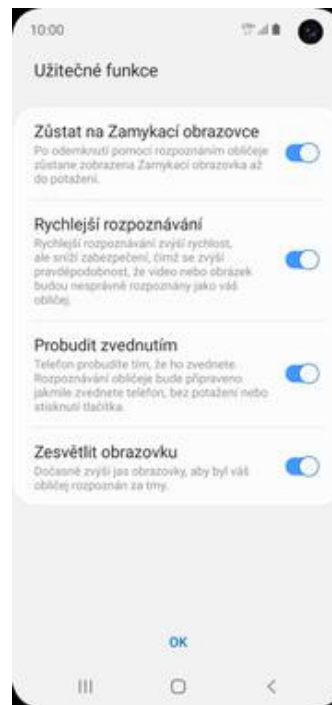 10:00
Užitečné funkce
Zůstat na Zamykací obrazovce
Po odemknutí pomocí rozpoznáním obličeje
zůstane zobrazena Zamykací obrazovka až
do potažení.
Rychlejší rozpoznávání
Rychlejší rozpoznávání zvýší rychlost,
ale sníží zabezpečení, čímž se zvýší
pravděpodobnost, že video nebo obrázek
budou nesprávně rozpoznány jako váš
obličej.
Probudit zvednutím
Telefon probudíte tím, že ho zvednete.
Rozpoznávání obličeje bude připraveno
jakmile zvednete telefon, bez potažení nebo
stisknutí tlačítka.
Zesvětlit obrazovku
Dočasně zvýší jas obrazovky, aby byl váš
obličej rozpoznán za tmy.
OK